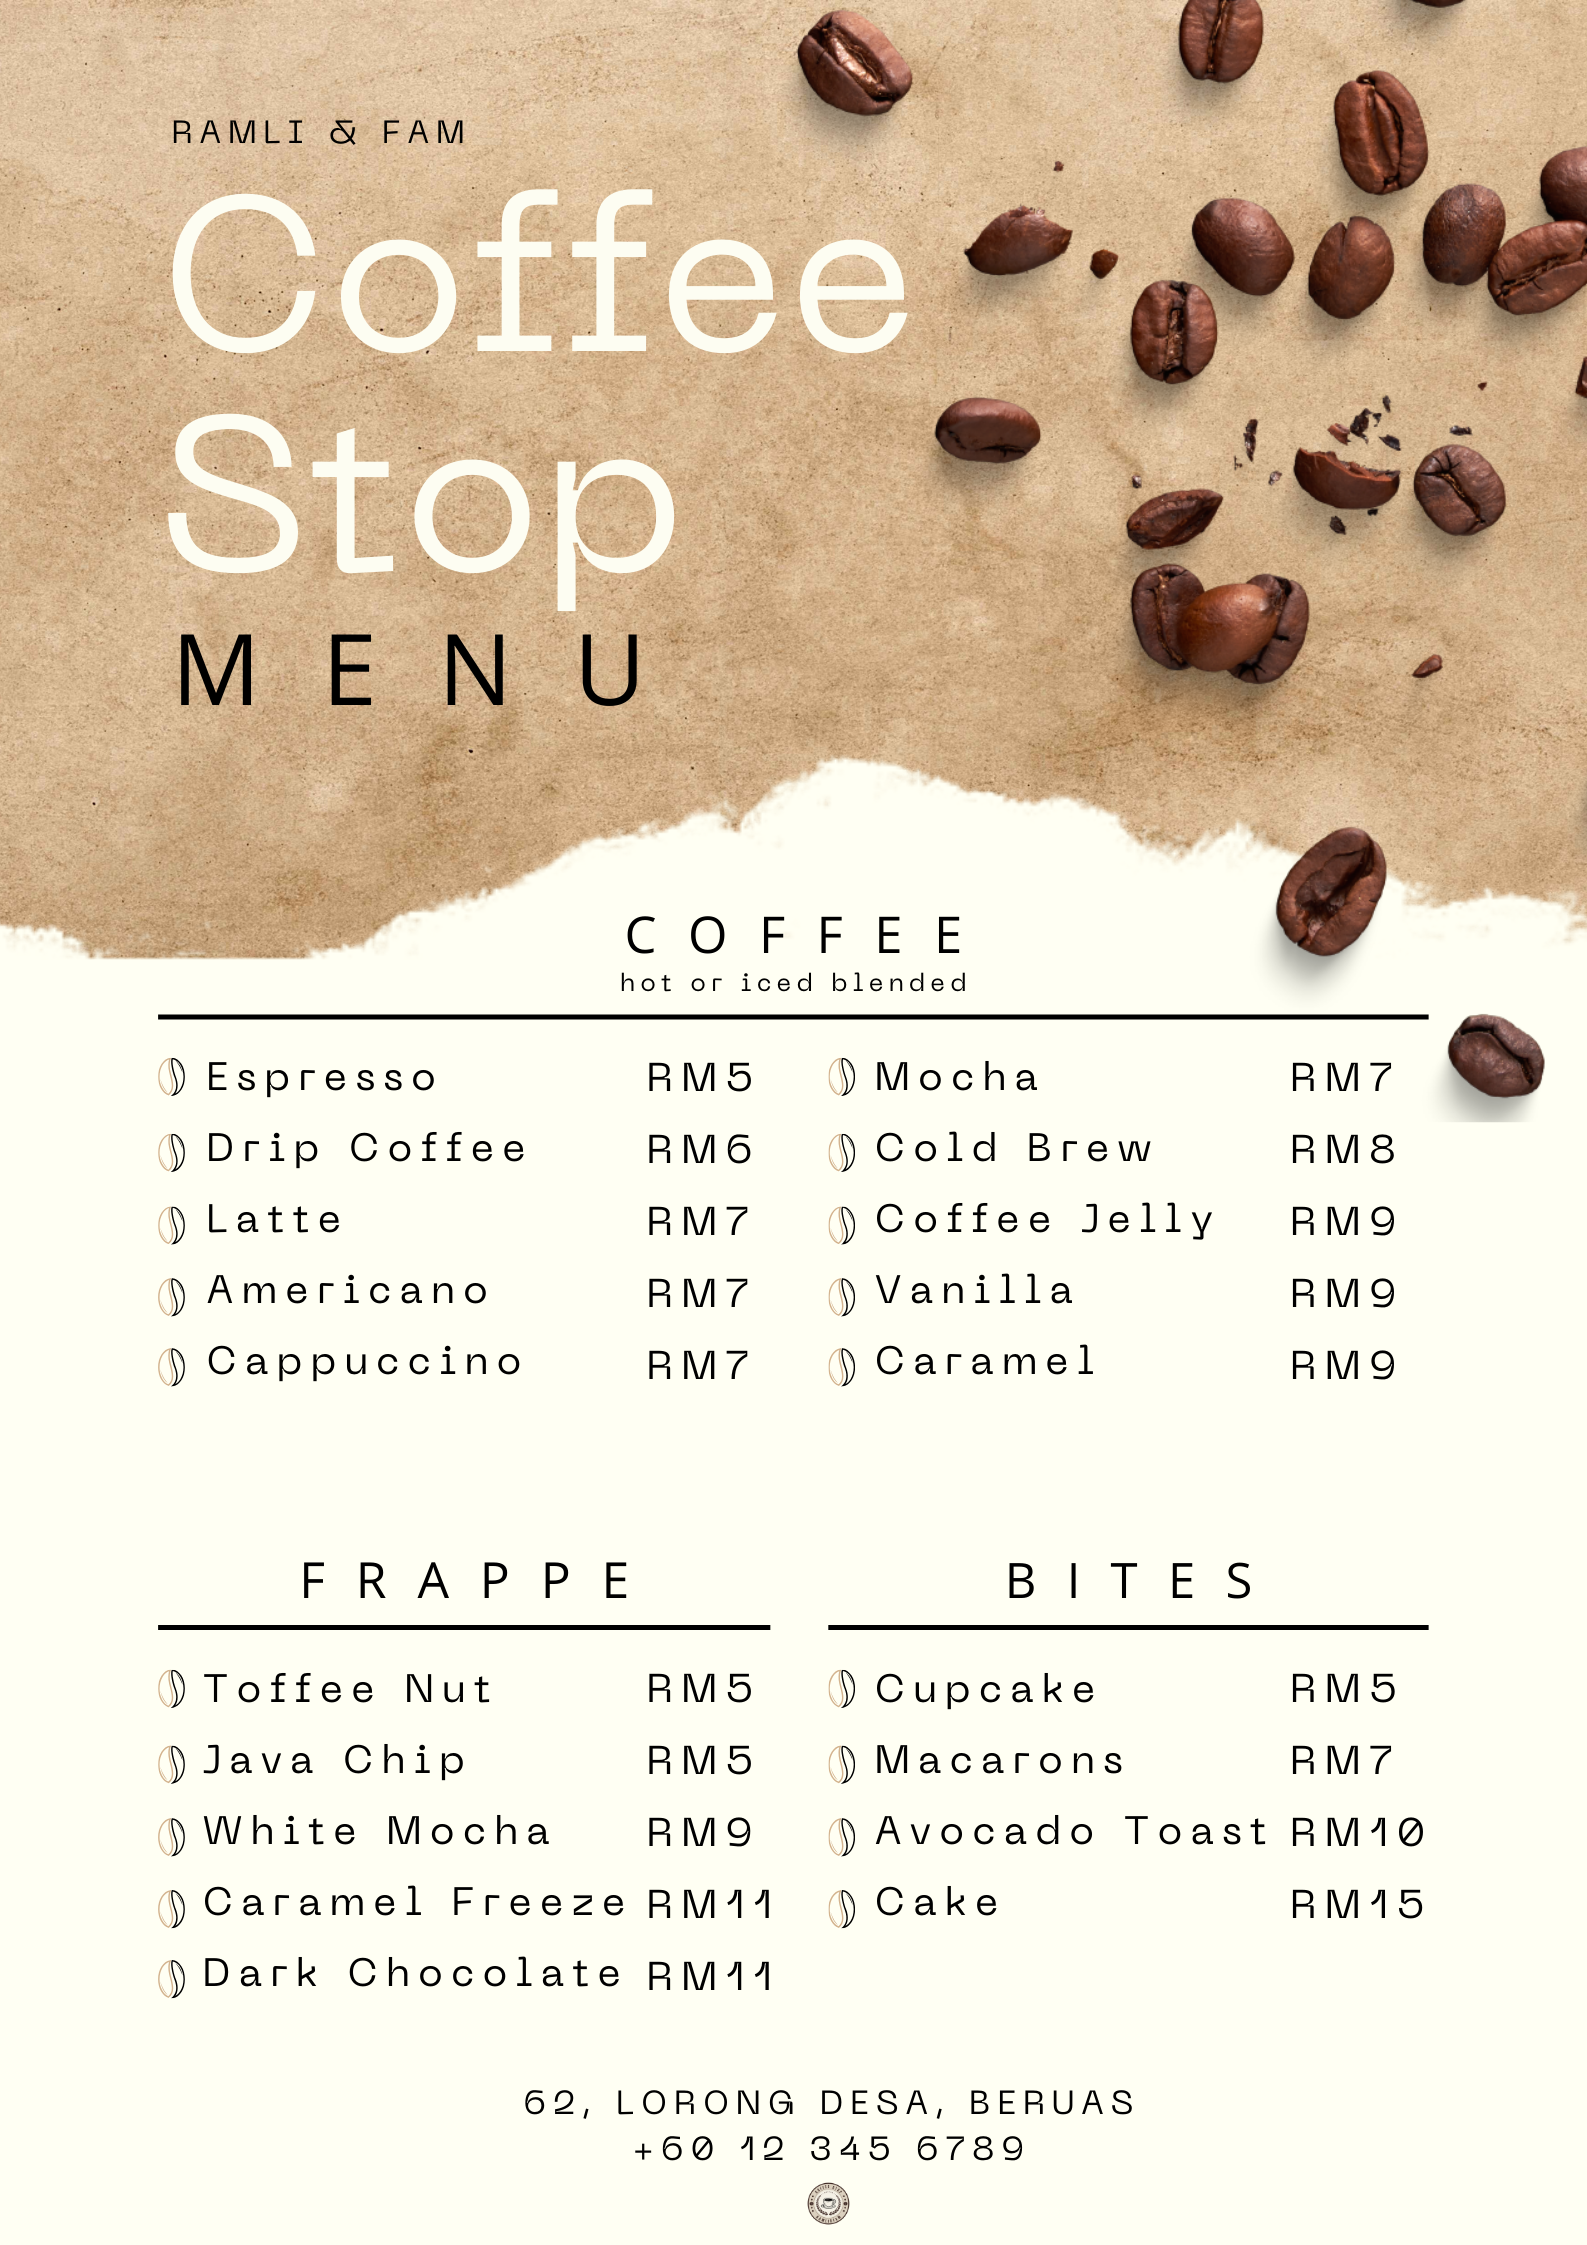 RAMLI & FAM
Coffee
Stop
MENU
COFFEE
hot or iced blended
Espresso RM5
Drip Coffee RM6
Latte RM7
Americano RM7
Cappuccino RM7
Mocha RM7
Cold Brew RM8
Coffee Jelly RM9
Vanilla RM9
Caramel RM9
FRAPPE
Toffee Nut RM5
Java Chip RM5
White Mocha RM9
Caramel Freeze RM11
Dark Chocolate RM11
BITES
Cupcake RM5
Macarons RM7
Avocado Toast RM10
Cake RM15
62, LORONG DESA, BERUAS
+60 12 345 6789